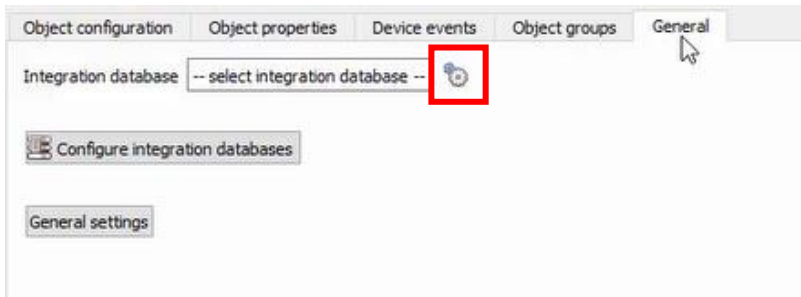 Object configuration Object properties Device events Object groups General
Integration database -- select integration database --
Configure integration databases
General settings